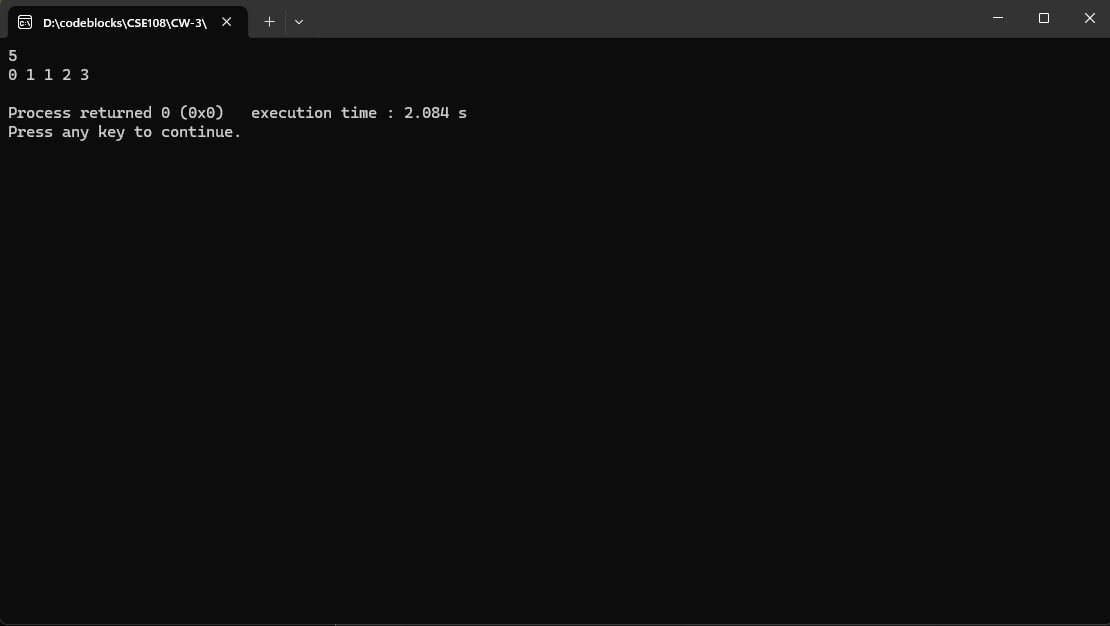 D:\codeblocks\CSE108\CW-3\
5
0 1 1 2 3
Process returned 0 (0x0)   execution time : 2.084 s
Press any key to continue.